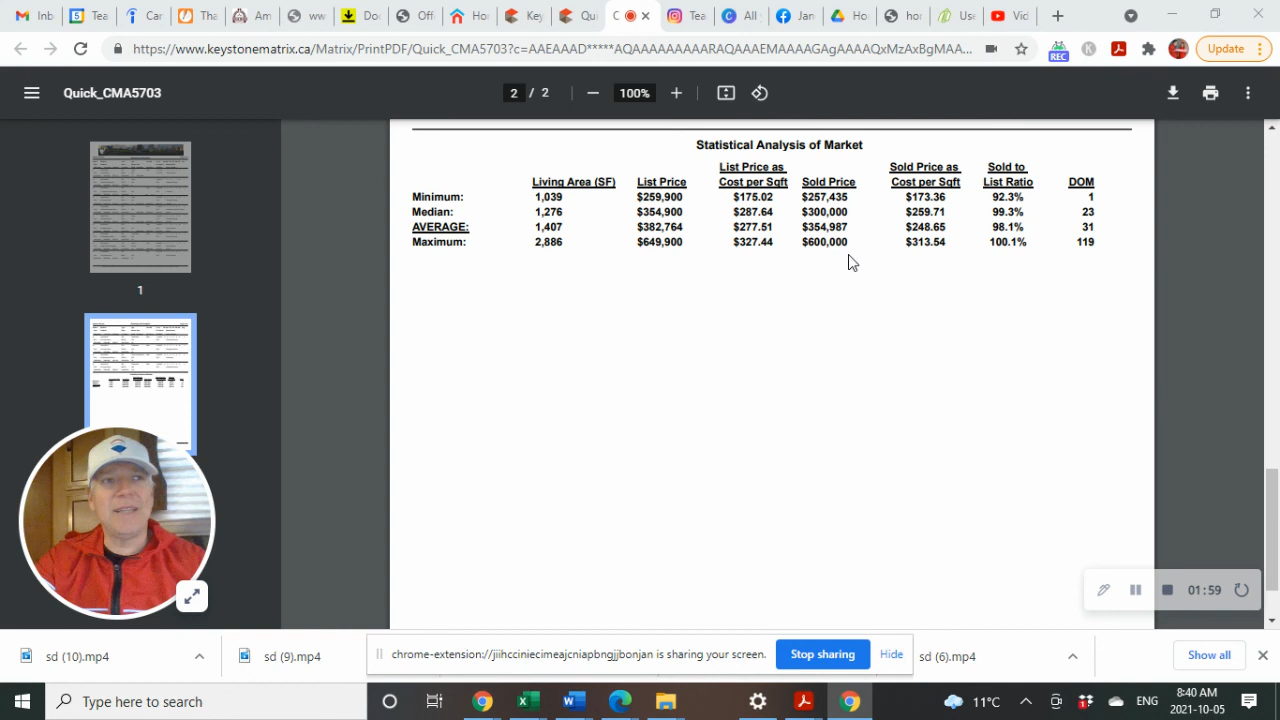 Inb
Tea
Car
Tha
Am
ww
Do
Off
Ho
Key
Qui
C
Tea
All
Jan
Ho
hor
Use
Vid
https://www.keystonematrix.ca/Matrix/PrintPDF/Quick_CMA5703?c=AAEAAAD*****AQAAAAAAAAARAQAAAEMAAAAGAgAAAAQxMzAxBgMAA...
REC
Update
Quick_CMA5703
2 / 2
100%
Statistical Analysis of Market
Living Area (SF) List Price List Price as Cost per Sqft Sold Price Sold Price as Cost per Sqft Sold to List Ratio DOM
Minimum: 1,039 $259,900 $175.02 $257,435 $173.36 92.3% 1
Median: 1,276 $354,900 $287.64 $300,000 $259.71 99.3% 23
AVERAGE: 1,407 $382,764 $277.51 $354,987 $248.65 98.1% 31
Maximum: 2,886 $649,900 $327.44 $600,000 $313.54 100.1% 119
1
01:59
sd (10).mp4
sd (9).mp4
chrome-extension://jiihcciniecimeajcniapbngjjbonjan is sharing your screen.
Stop sharing
Hide
sd (6).mp4
Show all
Type here to search
11°C
ENG
8:40 AM
2021-10-05